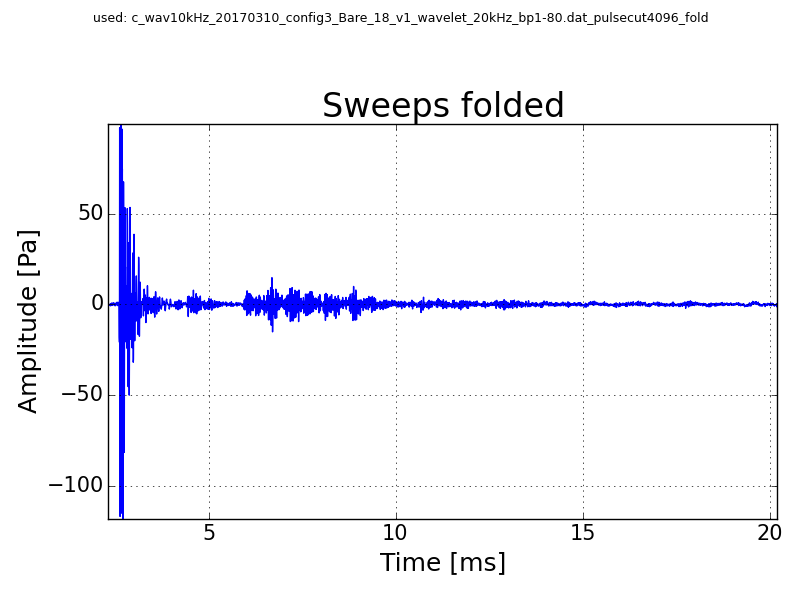 used: c_wav10kHz_20170310_config3_Bare_18_v1_wavelet_20kHz_bp1-80.dat_pulsecut4096_fold
Sweeps folded
Amplitude [Pa]
50
0
−50
−100
5 10 15 20
Time [ms]